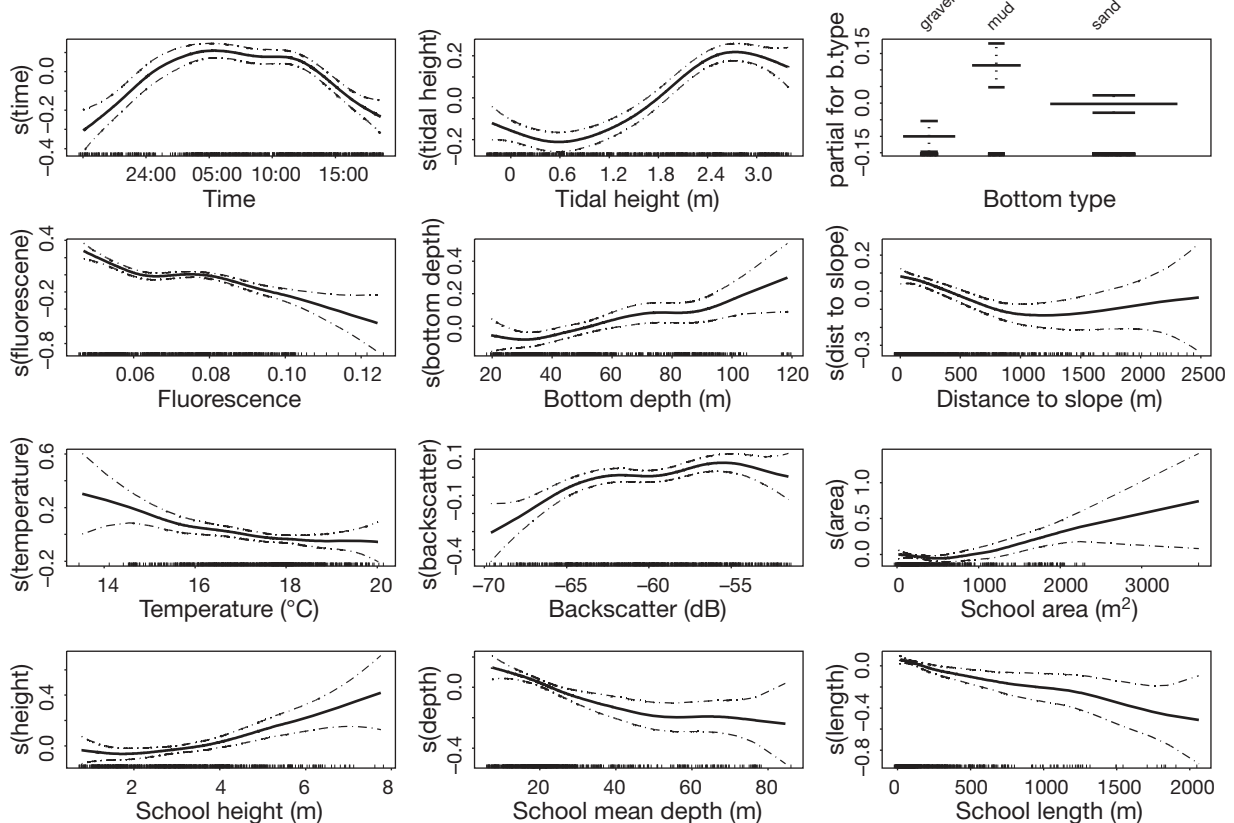 s(time)
0.0
−0.2
−0.4
24:00 05:00 10:00 15:00
Time
s(tidal height)
0.2
0.0
−0.2
0 0.6 1.2 1.8 2.4 3.0
Tidal height (m)
gravel mud sand
partial for b.type
0.15
0.0
−0.15
Bottom type
s(fluorescene)
0.4
−0.2
−0.8
0.06 0.08 0.10 0.12
Fluorescence
s(bottom depth)
0.4
0.2
0.0
20 40 60 80 100 120
Bottom depth (m)
s(dist to slope)
0.2
0.0
−0.3
0 500 1000 1500 2000 2500
Distance to slope (m)
s(temperature)
0.6
0.2
−0.2
14 16 18 20
Temperature (°C)
s(backscatter)
0.1
−0.1
−0.4
−70 −65 −60 −55
Backscatter (dB)
s(area)
1.0
0.5
0.0
0 1000 2000 3000
School area (m²)
s(height)
0.4
0.0
2 4 6 8
School height (m)
s(depth)
0.0
−0.4
20 40 60 80
School mean depth (m)
s(length)
0.0
−0.4
−0.8
0 500 1000 1500 2000
School length (m)